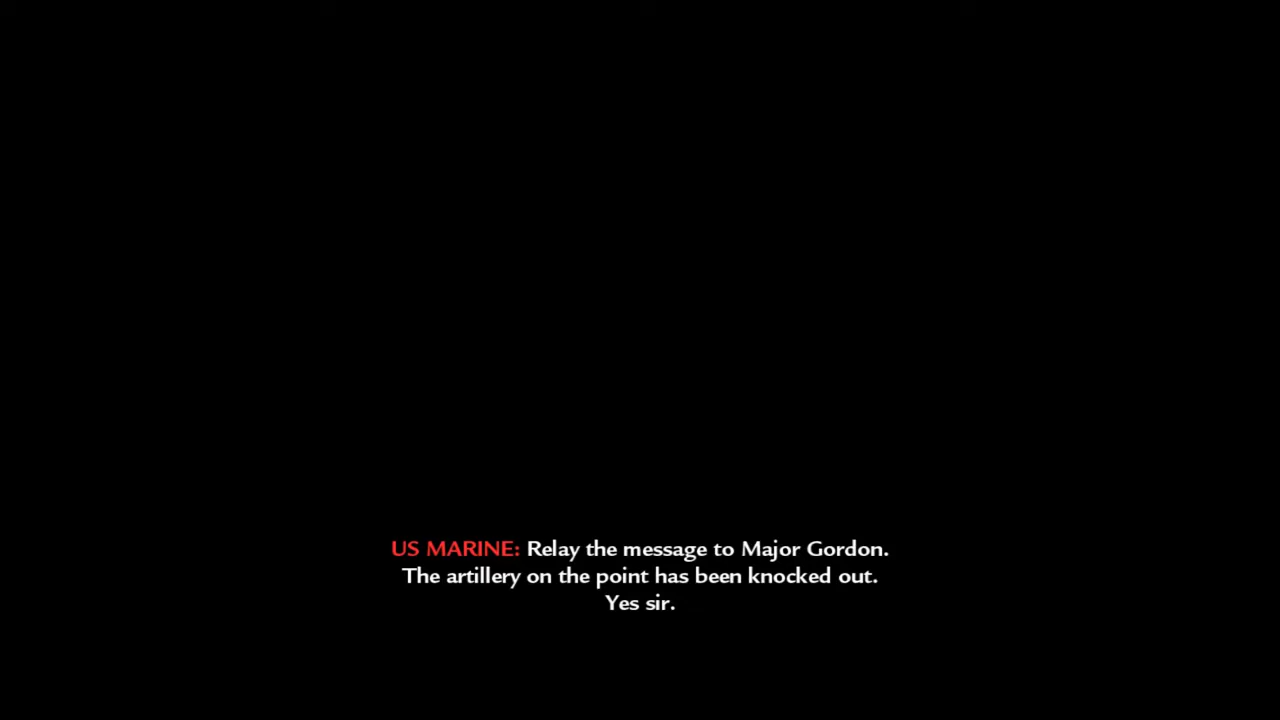 US MARINE: Relay the message to Major Gordon.
The artillery on the point has been knocked out.
Yes sir.